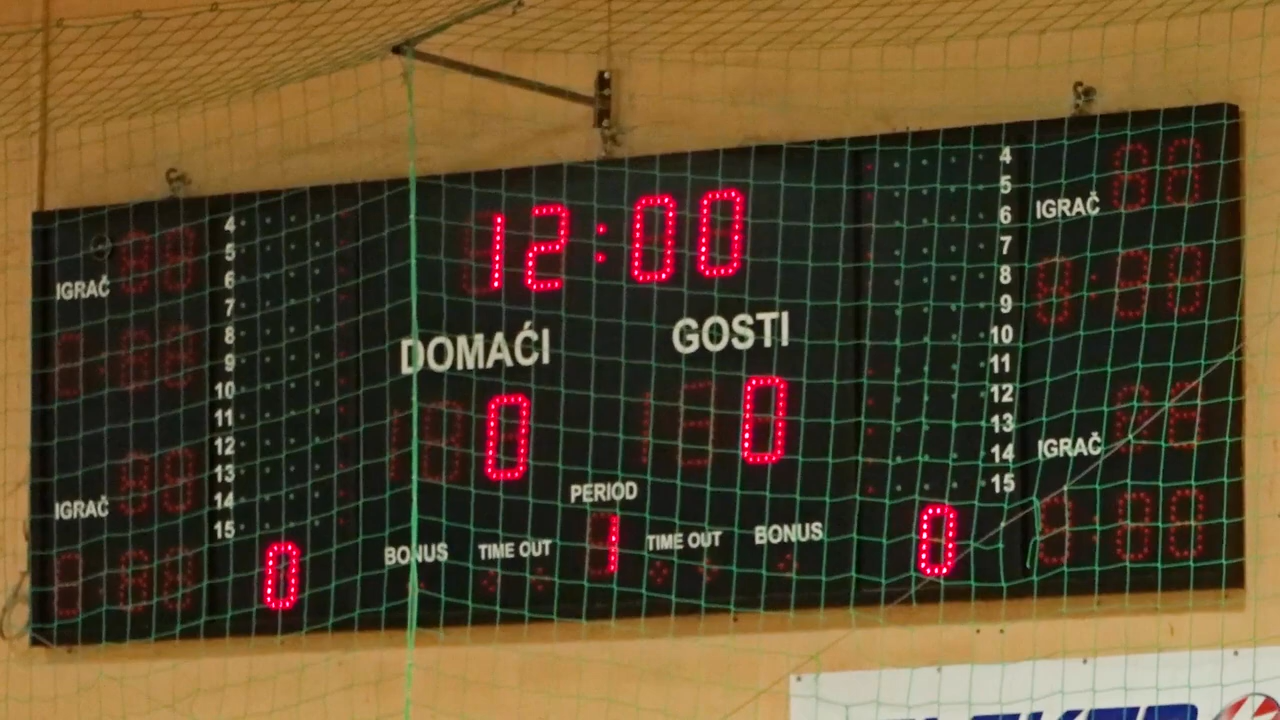 12:00
DOMAĆI
GOSTI
0
0
PERIOD
1
BONUS
TIME OUT
TIME OUT
BONUS
IGRAČ
IGRAČ
4
5
6
7
8
9
10
11
12
13
14
15
0
4
5
6
7
8
9
10
11
12
13
14
15
0
IGRAČ
IGRAČ